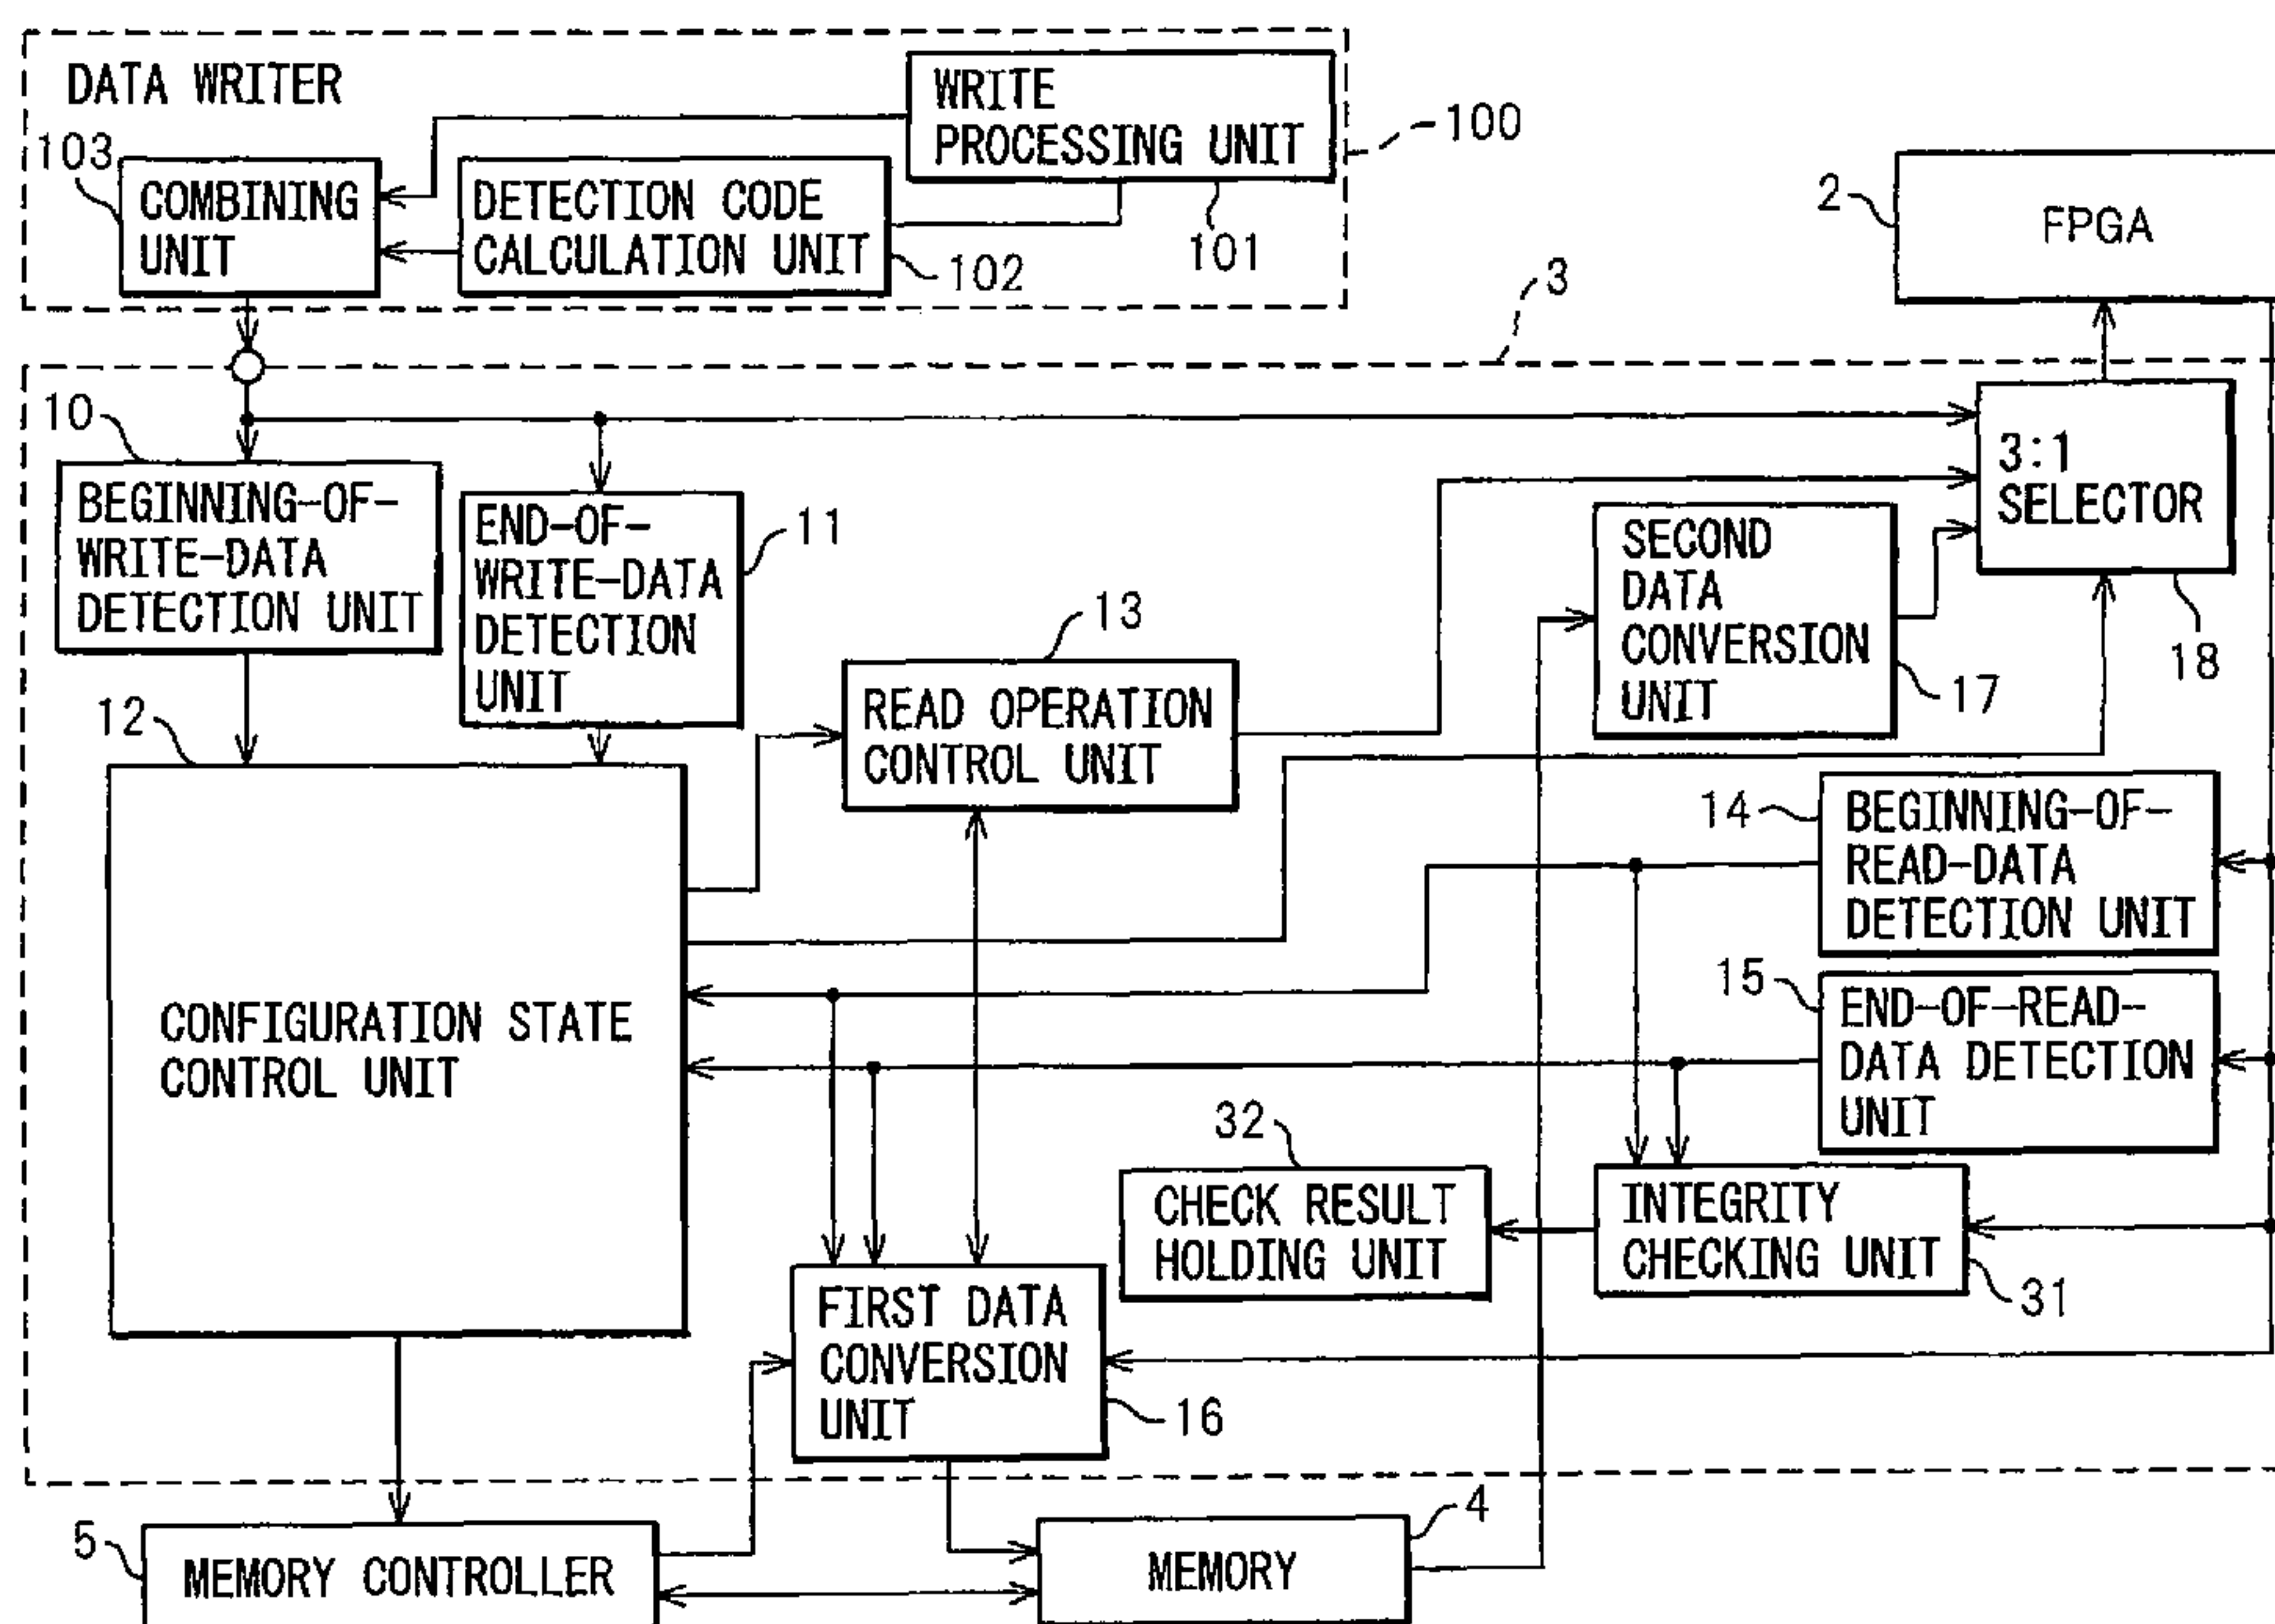 DATA WRITER
WRITE
PROCESSING UNIT
100
103
COMBINING
UNIT
DETECTION CODE
CALCULATION UNIT
102
101
2
FPGA
3
10
BEGINNING-OF-
WRITE-DATA
DETECTION UNIT
END-OF-
WRITE-DATA
DETECTION
UNIT
11
3:1
SELECTOR
18
SECOND
DATA
CONVERSION
UNIT
17
13
READ OPERATION
CONTROL UNIT
12
CONFIGURATION STATE
CONTROL UNIT
14
BEGINNING-OF-
READ-DATA
DETECTION UNIT
15
END-OF-READ-
DATA DETECTION
UNIT
32
CHECK RESULT
HOLDING UNIT
INTEGRITY
CHECKING UNIT
31
FIRST DATA
CONVERSION
UNIT
16
5
MEMORY CONTROLLER
MEMORY
4